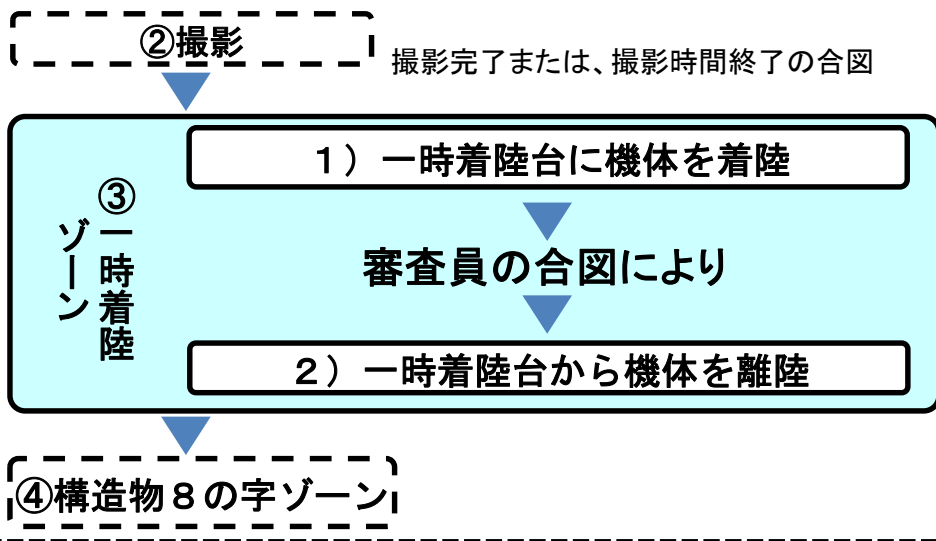 ②撮影
撮影完了または、撮影時間終了の合図
③一時着陸
ゾーン
１）一時着陸台に機体を着陸
審査員の合図により
２）一時着陸台から機体を離陸
④構造物８の字ゾーン